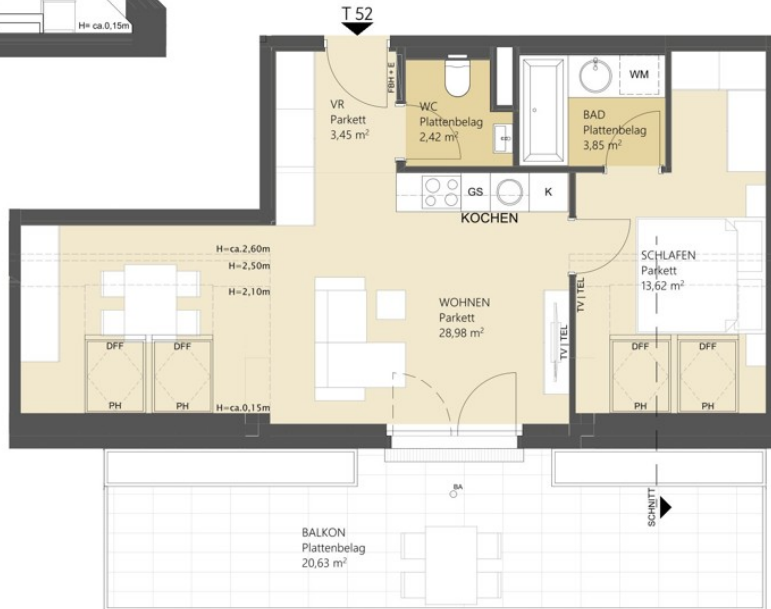 H= ca.0,15m
T 52
FBH + E
VR
Parkett
3,45 m²
WC
Plattenbelag
2,42 m²
WM
BAD
Plattenbelag
3,85 m²
GS
K
KOCHEN
H=ca.2,60m
H=2,50m
H=2,10m
SCHLAFEN
Parkett
13,62 m²
TV | TEL
WOHNEN
Parkett
28,98 m²
TV | TEL
DFF
DFF
PH
PH
H=ca.0,15m
DFF
DFF
PH
PH
BA
SCHNITT
BALKON
Plattenbelag
20,63 m²